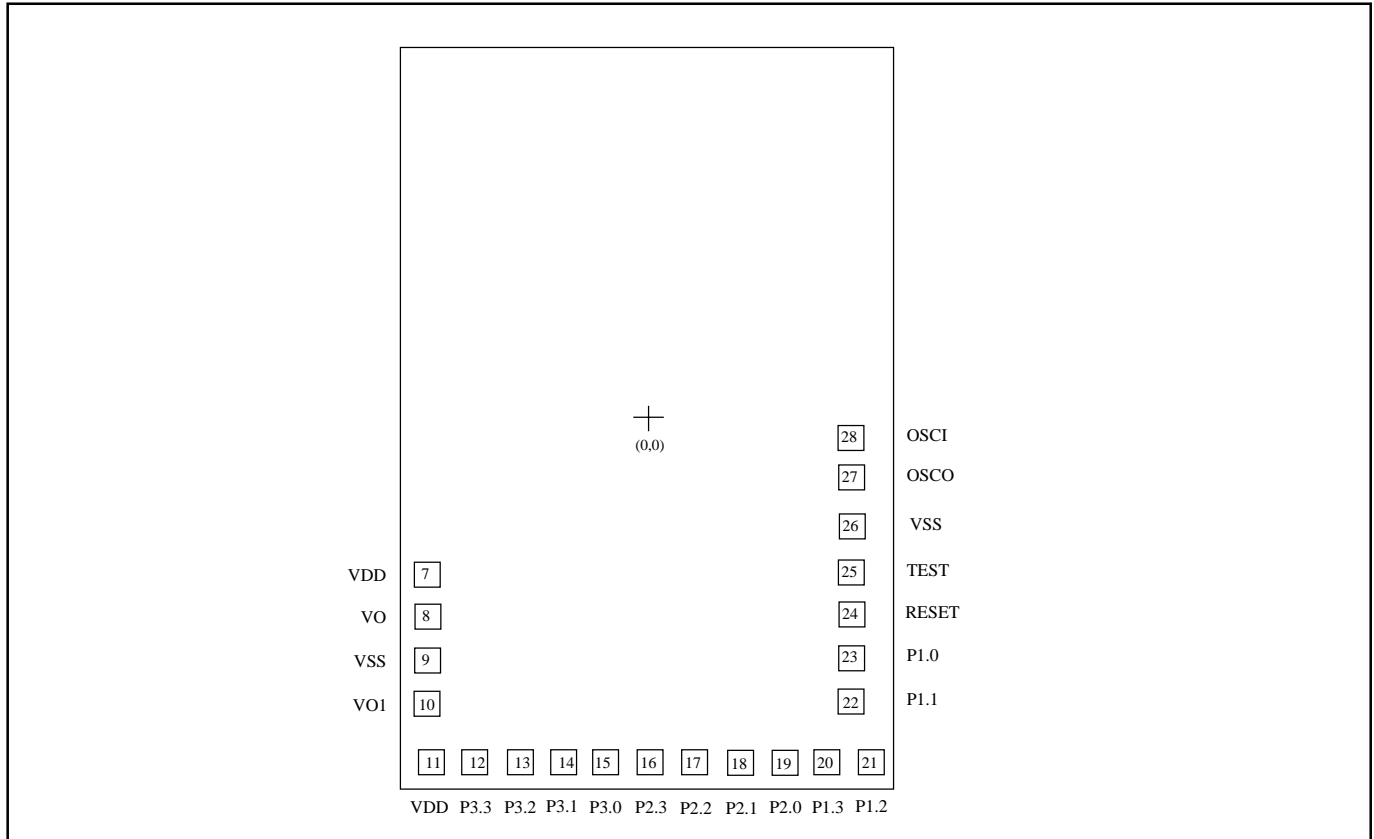 (0,0)
28 OSCI
27 OSCO
26 VSS
VDD 7 25 TEST
VO 8 24 RESET
VSS 9 23 P1.0
VO1 10 22 P1.1
11 12 13 14 15 16 17 18 19 20 21
VDD P3.3 P3.2 P3.1 P3.0 P2.3 P2.2 P2.1 P2.0 P1.3 P1.2